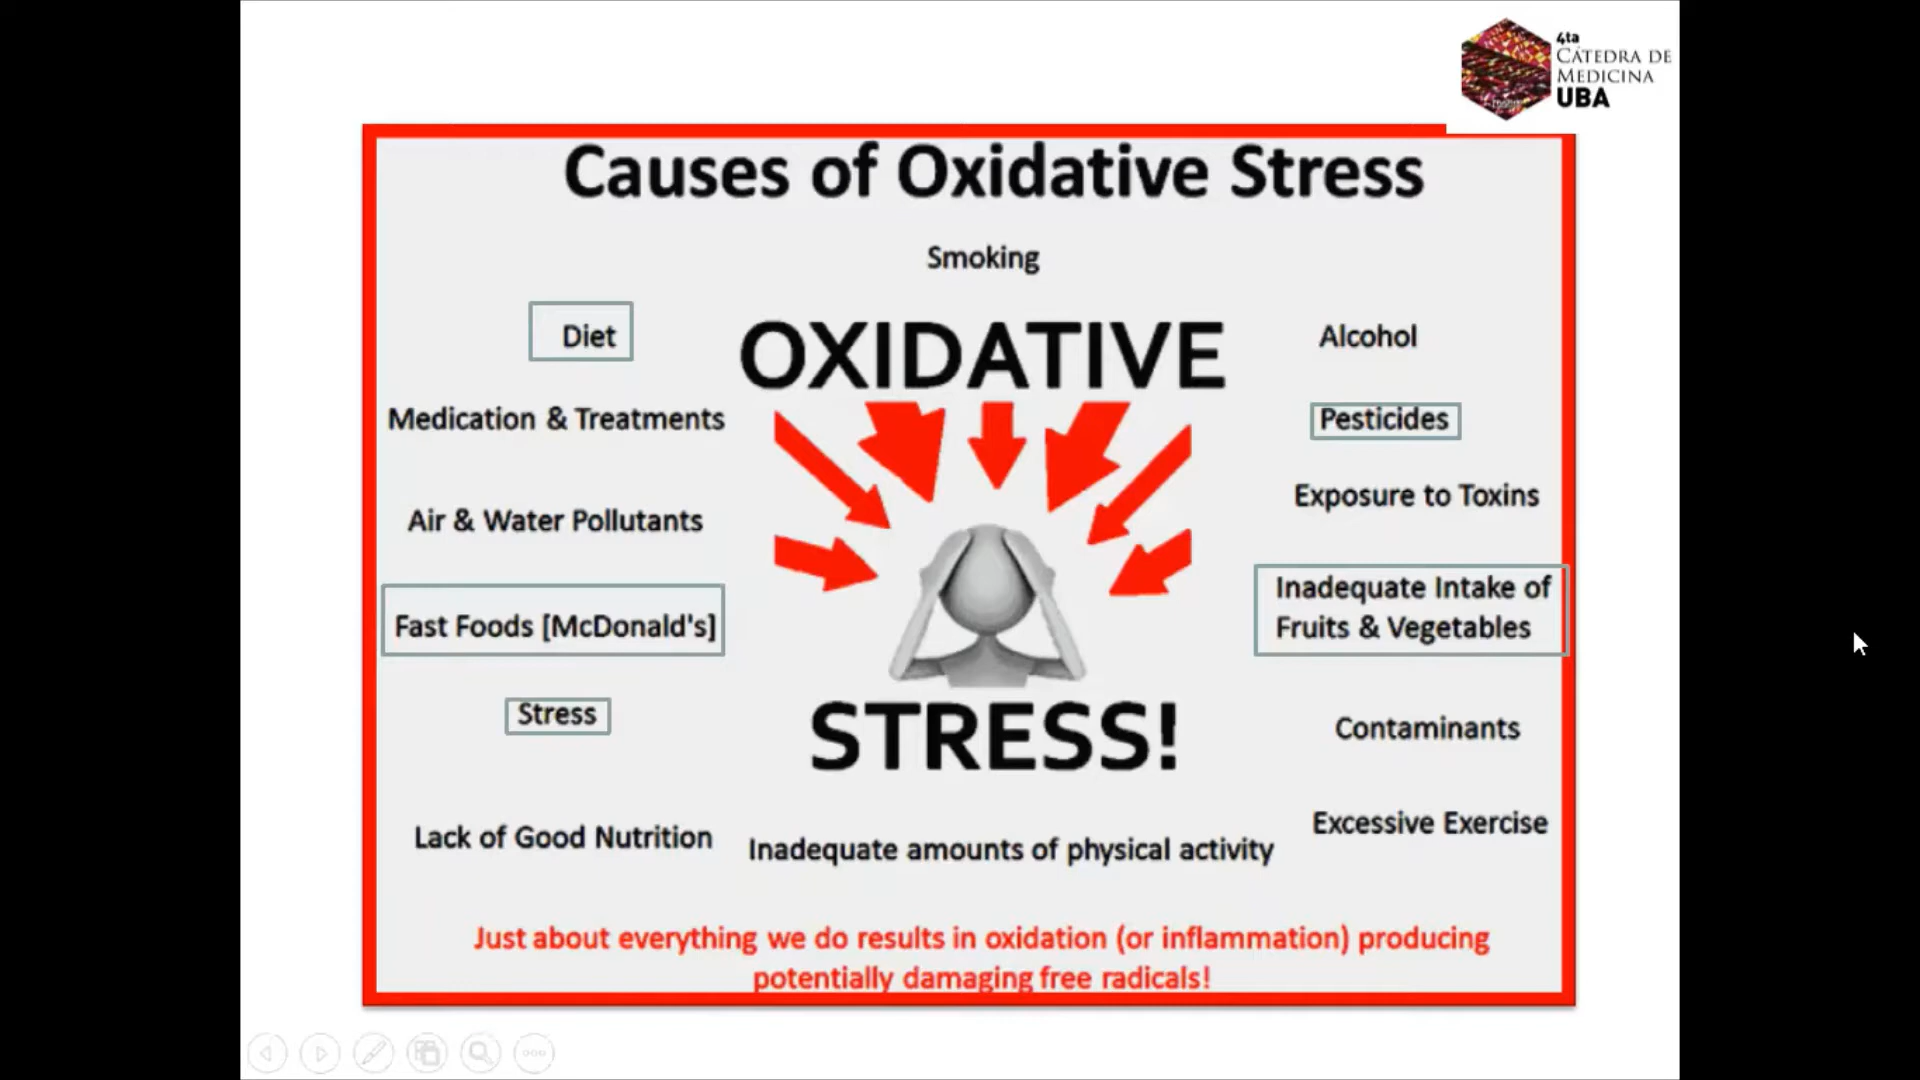 4ta
CÁTEDRA DE
MEDICINA
UBA
Causes of Oxidative Stress
Smoking
Diet
OXIDATIVE
Alcohol
Medication & Treatments
Pesticides
Exposure to Toxins
Air & Water Pollutants
Inadequate Intake of
Fruits & Vegetables
Fast Foods [McDonald's]
Stress
STRESS!
Contaminants
Lack of Good Nutrition
Inadequate amounts of physical activity
Excessive Exercise
Just about everything we do results in oxidation (or inflammation) producing
potentially damaging free radicals!